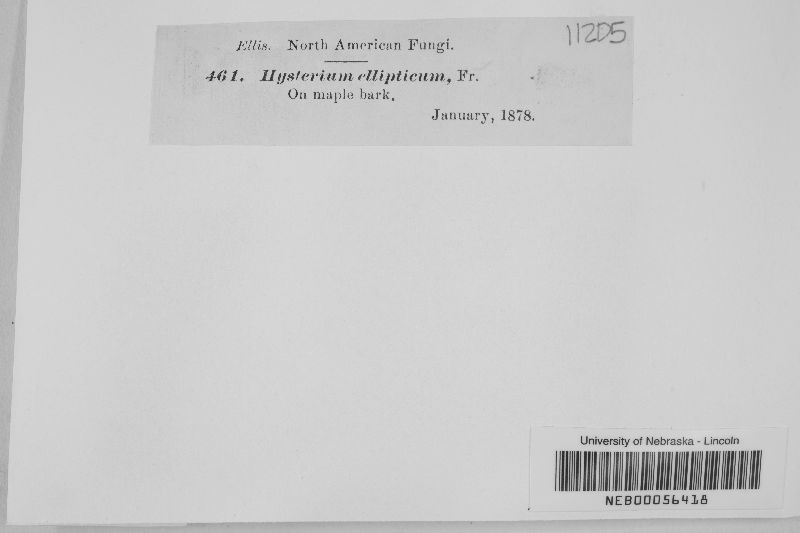 11205
Ellis. North American Fungi.
461. Hysterium ellipticum, Fr.
On maple bark.
January, 1878.
University of Nebraska - Lincoln
NEB00056418